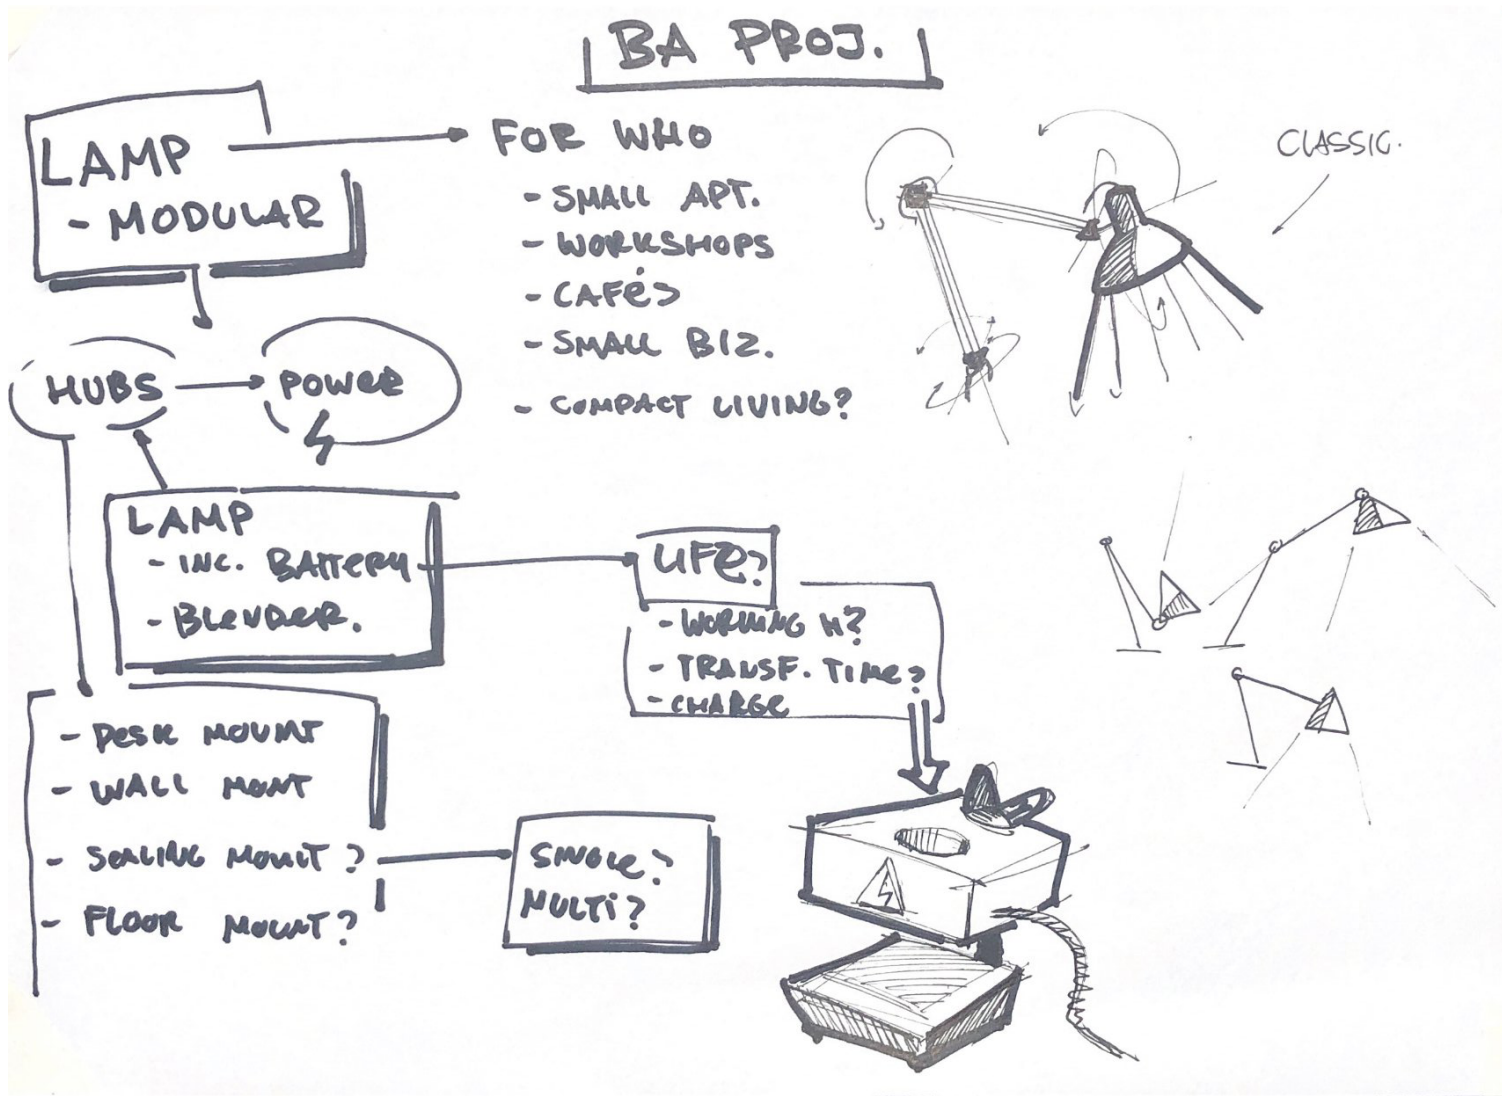 BA PROJ.
LAMP
- MODULAR
FOR WHO
- SMALL APT.
- WORKSHOPS
- CAFéS
- SMALL BIZ.
- COMPACT LIVING?
CLASSIC.
HUBS
POWER
LAMP
- INC. BATTERY
- BLENDER.
LIFE?
- WORKING H?
- TRANSF. TIME?
- CHARGE
- DESK MOUNT
- WALL MONT
- SEALING MOUNT?
- FLOOR MOUNT?
SINGLE?
MULTI?